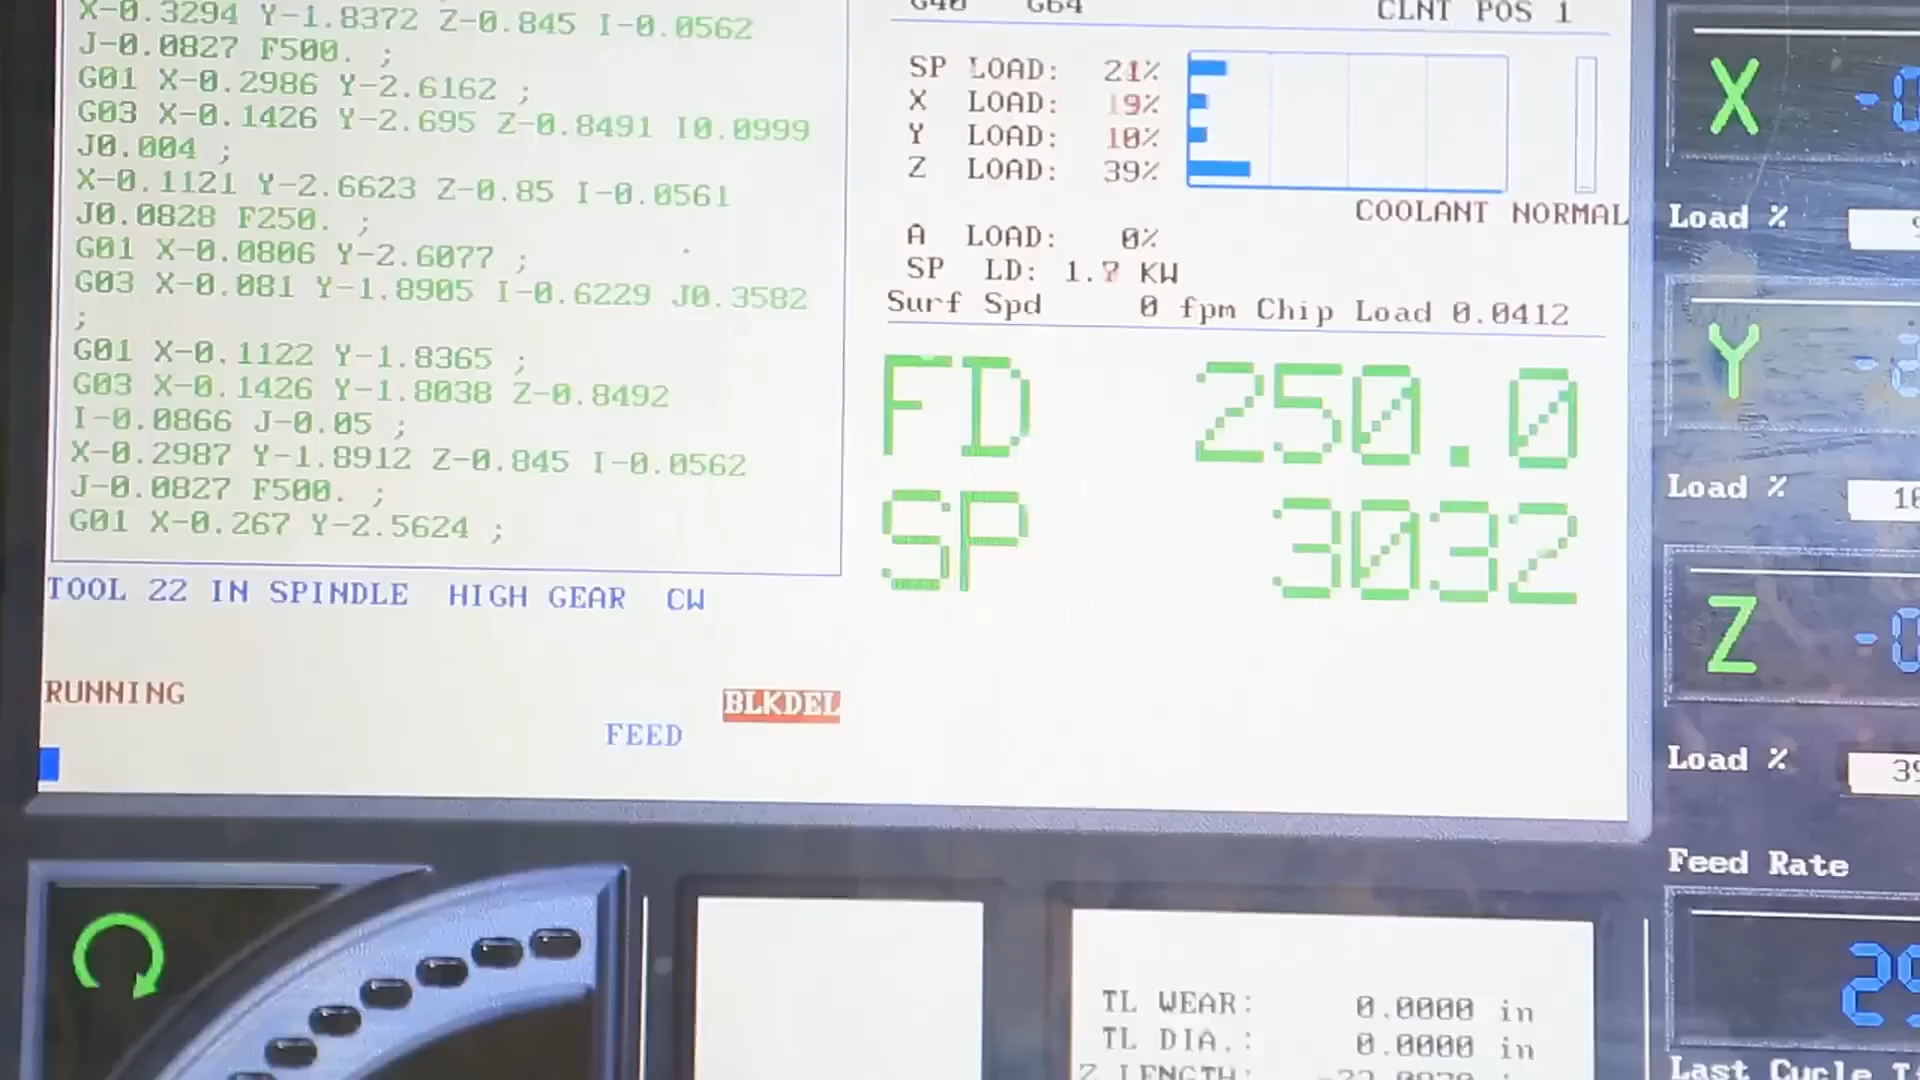 X-0.3294 Y-1.8372 Z-0.845 I-0.0562
J-0.0827 F500. ;
G01 X-0.2986 Y-2.6162 ;
G03 X-0.1426 Y-2.695 Z-0.8491 I0.0999
J0.004 ;
X-0.1121 Y-2.6623 Z-0.85 I-0.0561
J0.0828 F250. ;
G01 X-0.0806 Y-2.6077 ;
G03 X-0.081 Y-1.8905 I-0.6229 J0.3582
;
G01 X-0.1122 Y-1.8365 ;
G03 X-0.1426 Y-1.8038 Z-0.8492
I-0.0866 J-0.05 ;
X-0.2987 Y-1.8912 Z-0.845 I-0.0562
J-0.0827 F500. ;
G01 X-0.267 Y-2.5624 ;
TOOL 22 IN SPINDLE HIGH GEAR CW
RUNNING
BLKDEL
FEED
G40 G64 CLNT POS 1
SP LOAD: 21%
X LOAD: 19%
Y LOAD: 10%
Z LOAD: 39%
COOLANT NORMAL
A LOAD: 0%
SP LD: 1.7 KW
Surf Spd 0 fpm Chip Load 0.0412
FD 250.0
SP 3032
X
Load %
Y
Load %
Z
Load %
Feed Rate
Last Cycle
TL WEAR: 0.0000 in
TL DIA.: 0.0000 in
Z LENGTH: